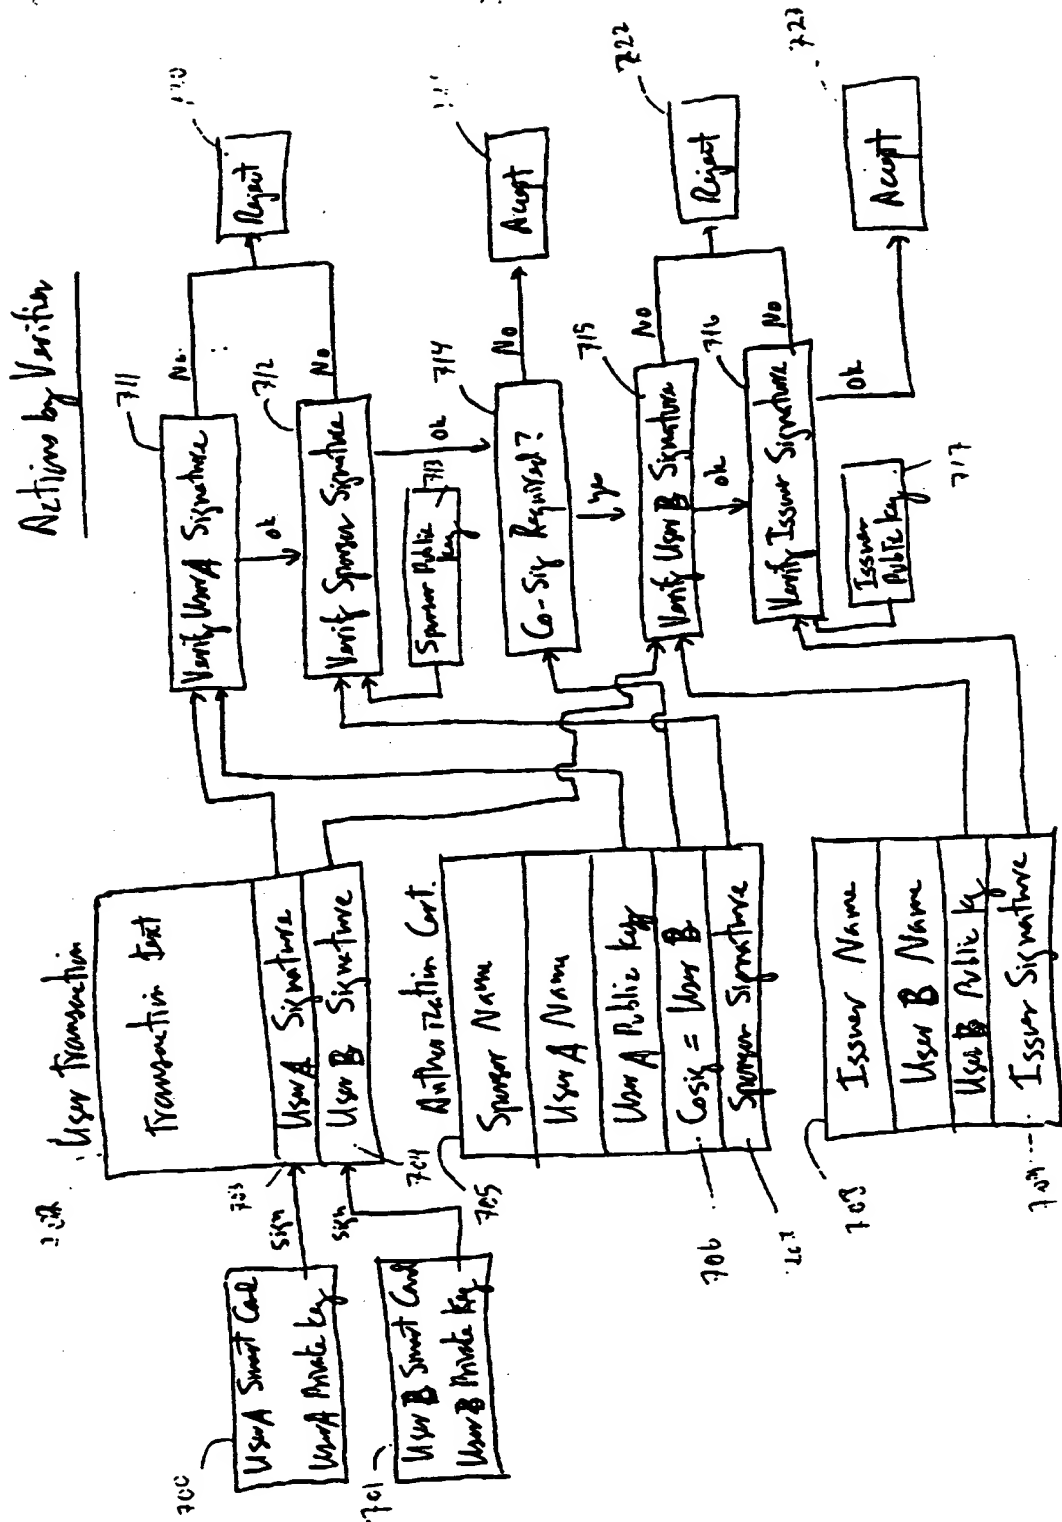 Actions by Verifier
User Transaction
Transaction text
User A Signature
User B Signature
703
704
700
User A Smart Card
User A Private Key
sign
701
User B Smart Card
User B Private Key
sign
Authorization Cert.
705
Sponsor Name
User A Name
User A Public Key
Cosig = User B
Sponsor Signature
706
708
Issuer Name
User B Name
User B Public Key
Issuer Signature
711
Verify User A Signature
No.
OK
712
Verify Sponsor Signature
No
OK
Reject
713
Sponsor Public
Key
714
Co-Sig Required?
No
Accept
yes
715
Verify User B Signature
No
OK
716
Verify Issuer Signature
No
OK
722
Reject
Issuer
Public Key
717
723
Accept